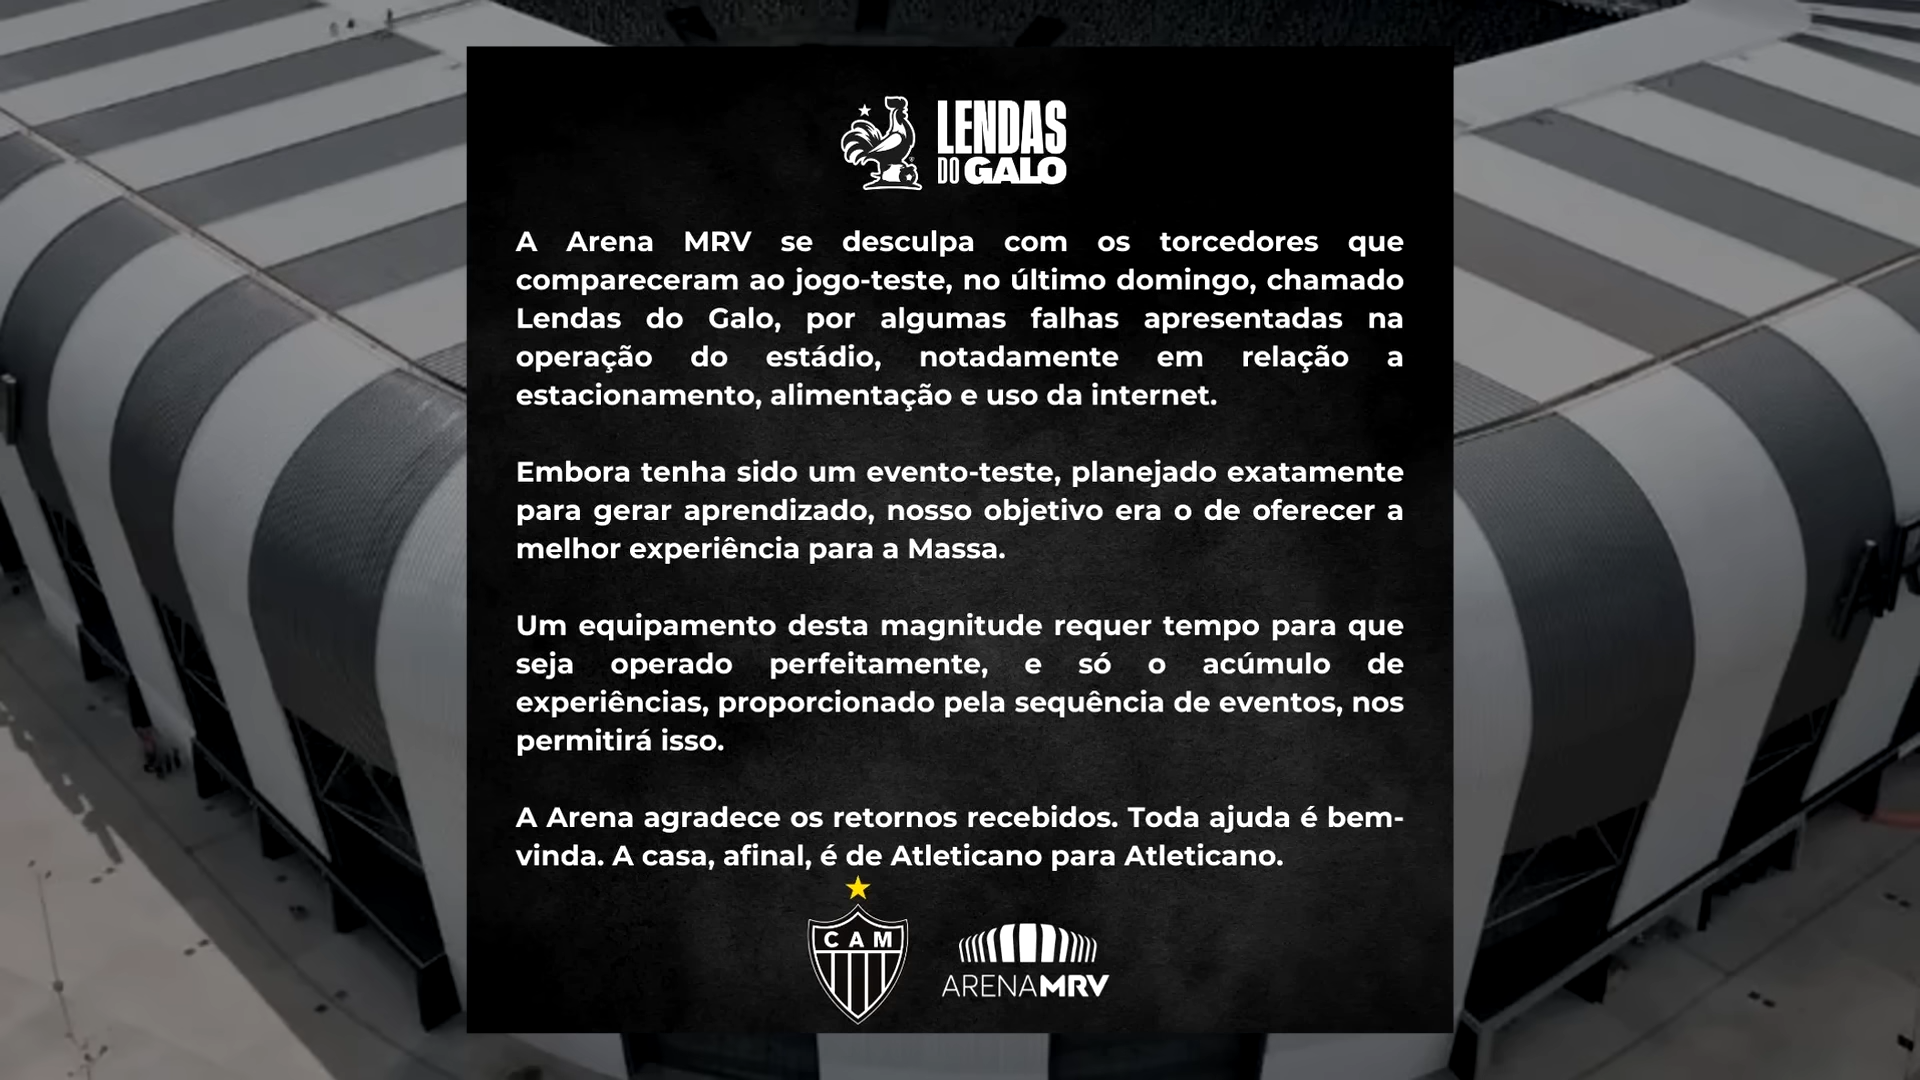 LENDAS
DO GALO
A Arena MRV se desculpa com os torcedores que
compareceram ao jogo-teste, no último domingo, chamado
Lendas do Galo, por algumas falhas apresentadas na
operação do estádio, notadamente em relação a
estacionamento, alimentação e uso da internet.
Embora tenha sido um evento-teste, planejado exatamente
para gerar aprendizado, nosso objetivo era o de oferecer a
melhor experiência para a Massa.
Um equipamento desta magnitude requer tempo para que
seja operado perfeitamente, e só o acúmulo de
experiências, proporcionado pela sequência de eventos, nos
permitirá isso.
A Arena agradece os retornos recebidos. Toda ajuda é bem-
vinda. A casa, afinal, é de Atleticano para Atleticano.
CAM
ARENAMRV